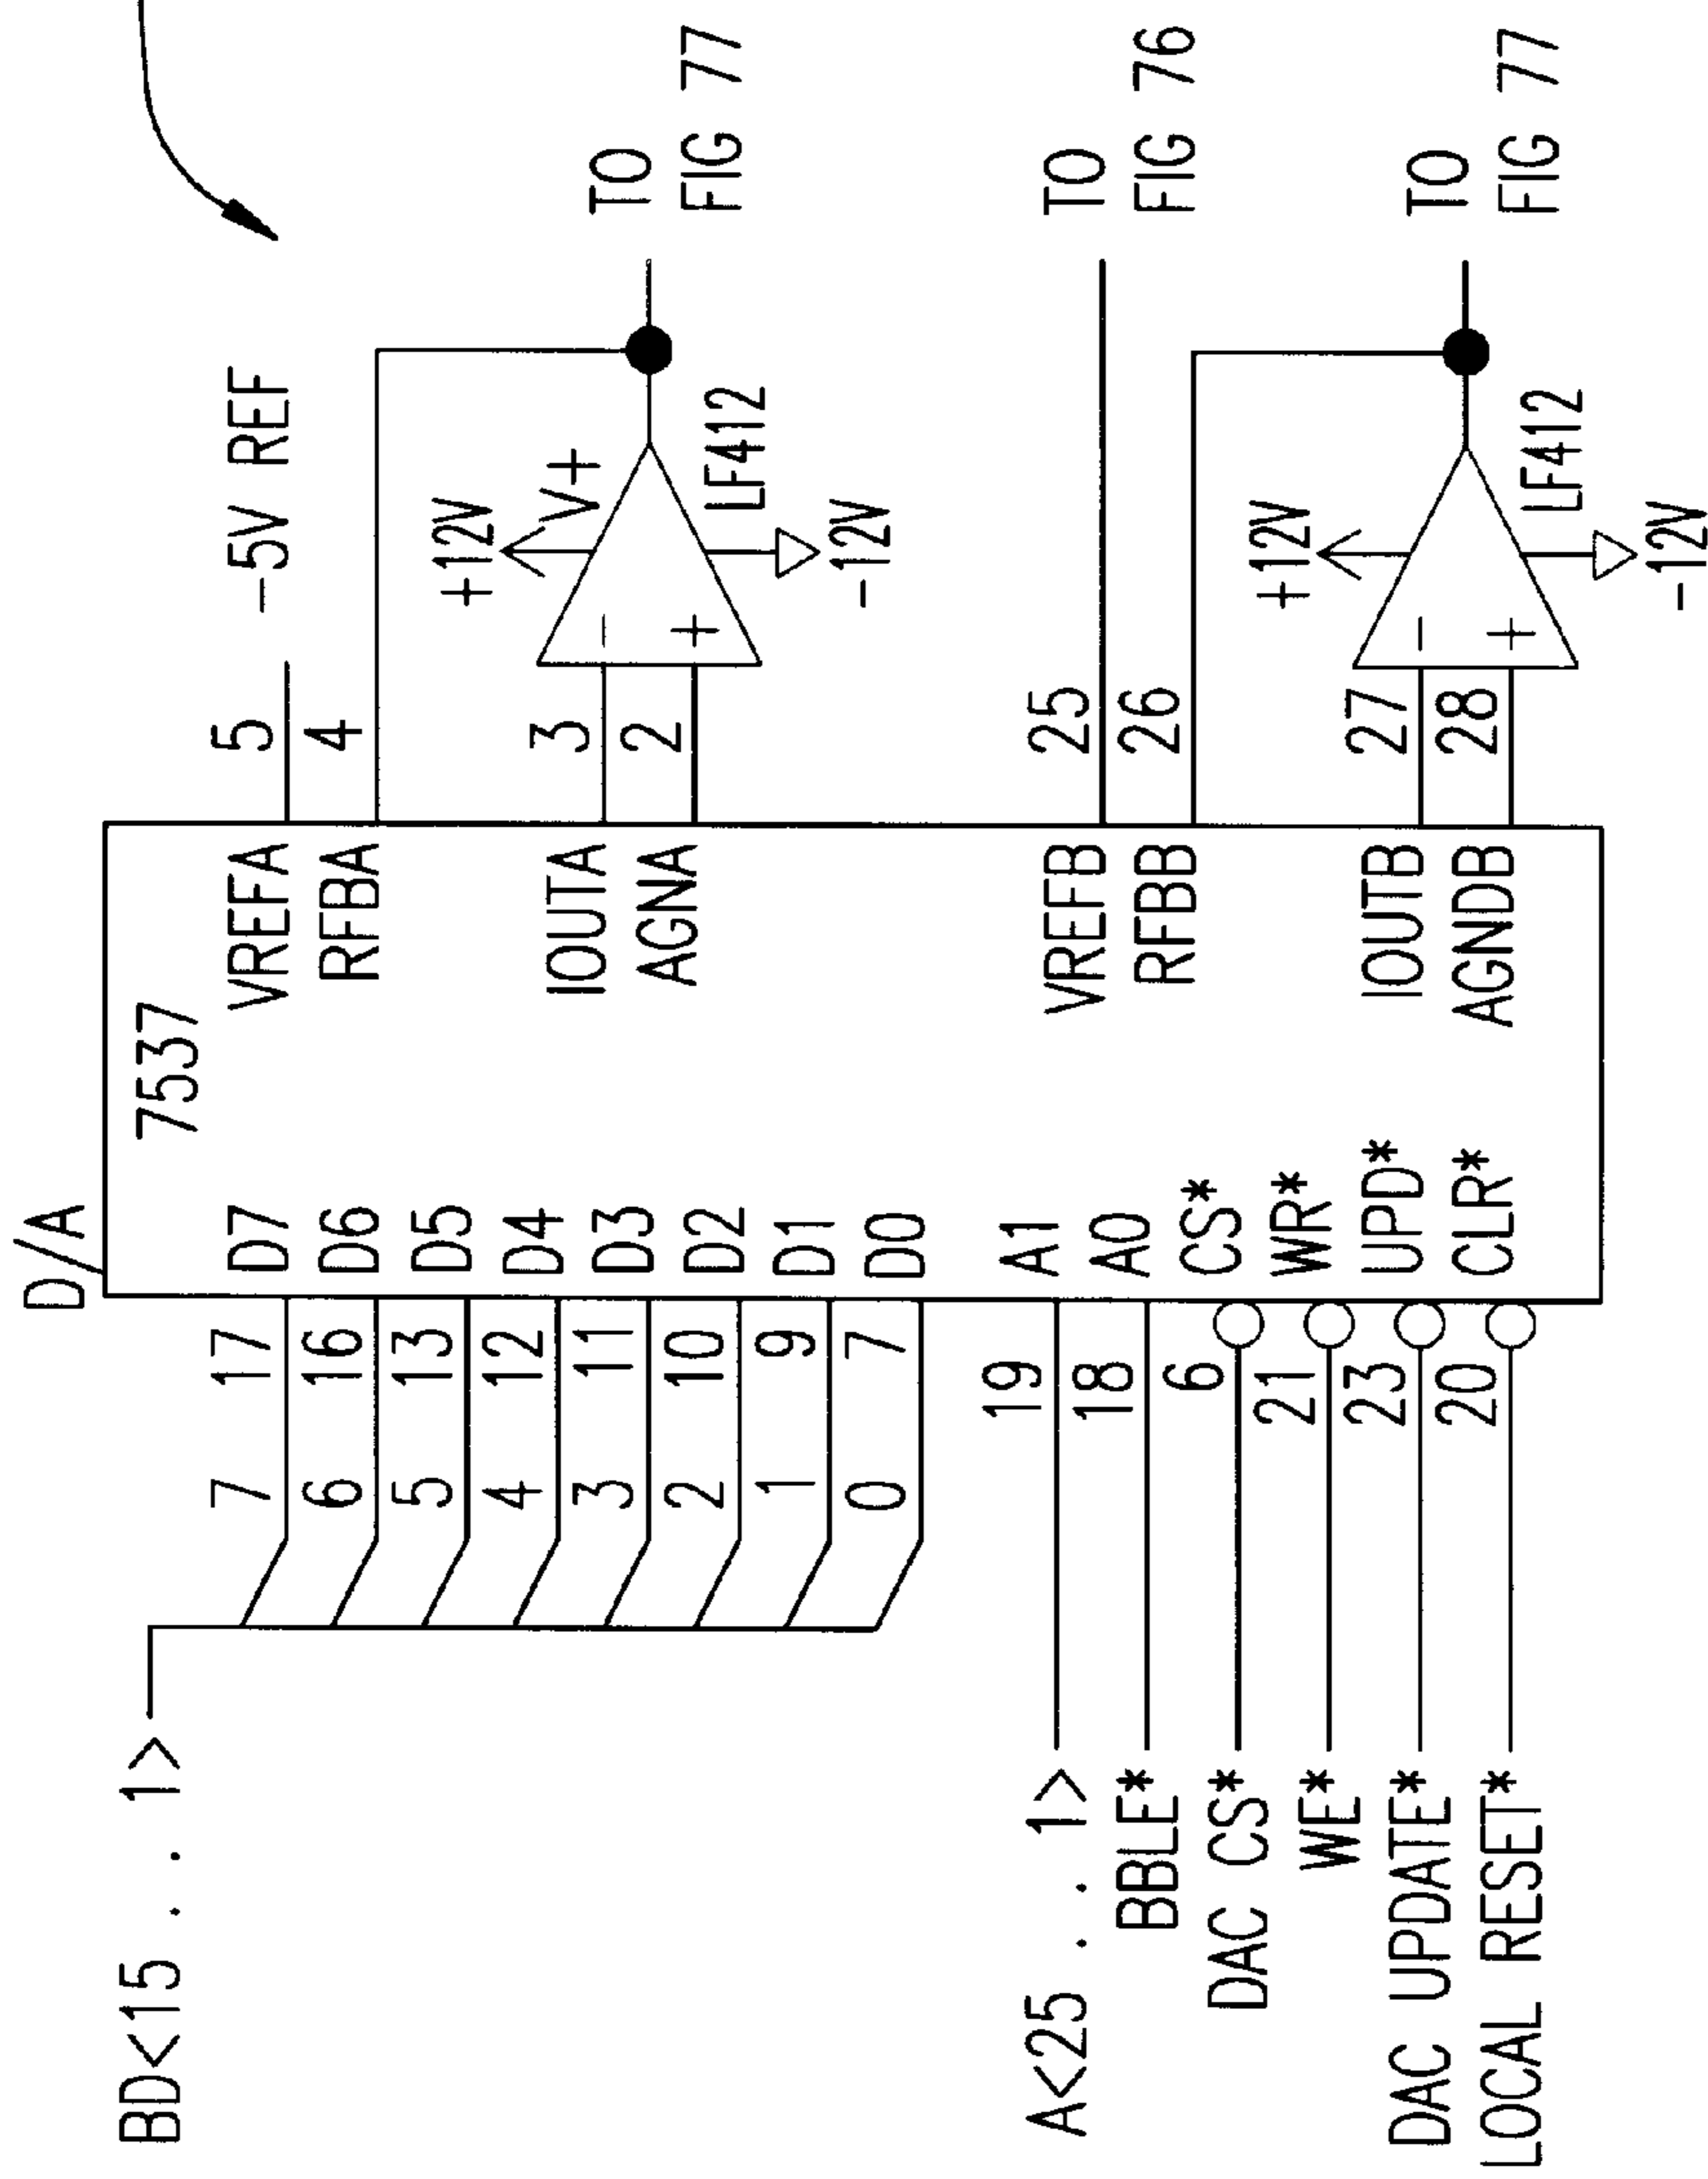 D/A
7537
BD<15 . . . 1>
7 17 D7
6 16 D6
5 13 D5
4 12 D4
3 11 D3
2 10 D2
1 9 D1
0 7 D0
A<25 . . . 1> 19 A1
BBLE* 18 A0
DAC CS* 6 CS*
WE* 21 WR*
DAC UPDATE* 23 UPD*
LOCAL RESET* 20 CLR*
VREFA 5 -5V REF
RFBA 4
+12V
V+
IOUTA 3 −
AGNA 2 +
LF412
-12V
TO
FIG 77
VREFB 25
TO
FIG 76
RFBB 26
+12V
IOUTB 27 −
AGNDB 28 +
LF412
-12V
TO
FIG 77